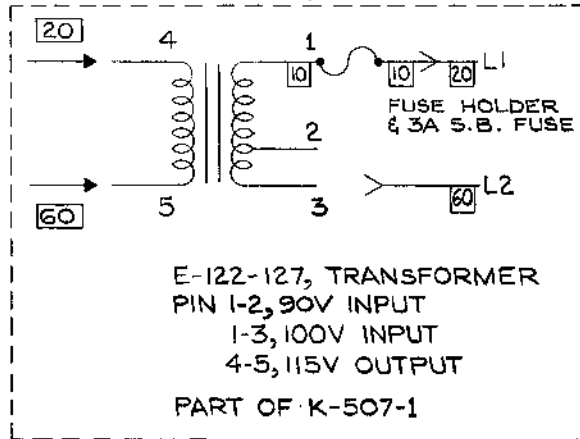 20
4
1
10
10
20
L1
FUSE HOLDER
& 3A S.B. FUSE
2
60
5
3
60
L2
E-122-127, TRANSFORMER
PIN 1-2, 90V INPUT
1-3, 100V INPUT
4-5, 115V OUTPUT
PART OF K-507-1